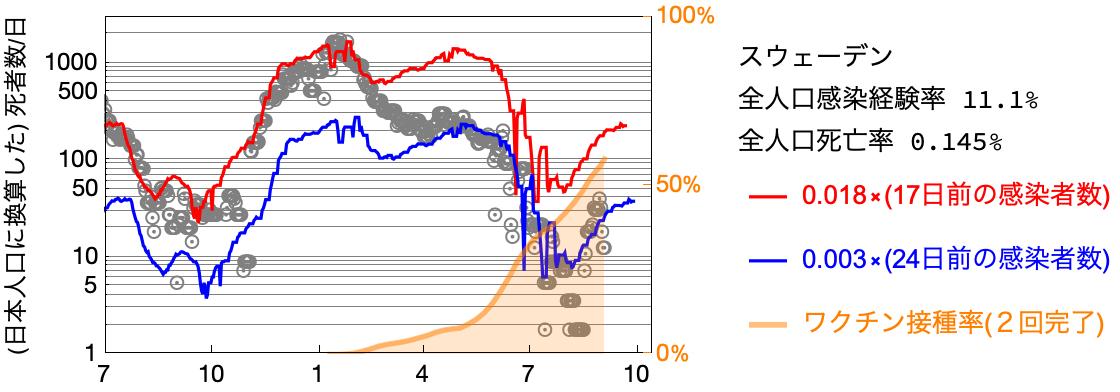 (日本人口に換算した) 死者数/日
1000
500
100
50
10
5
1
7
10
1
4
7
10
100%
50%
0%
スウェーデン
全人口感染経験率 11.1%
全人口死亡率 0.145%
0.018×(17日前の感染者数)
0.003×(24日前の感染者数)
ワクチン接種率(２回完了)